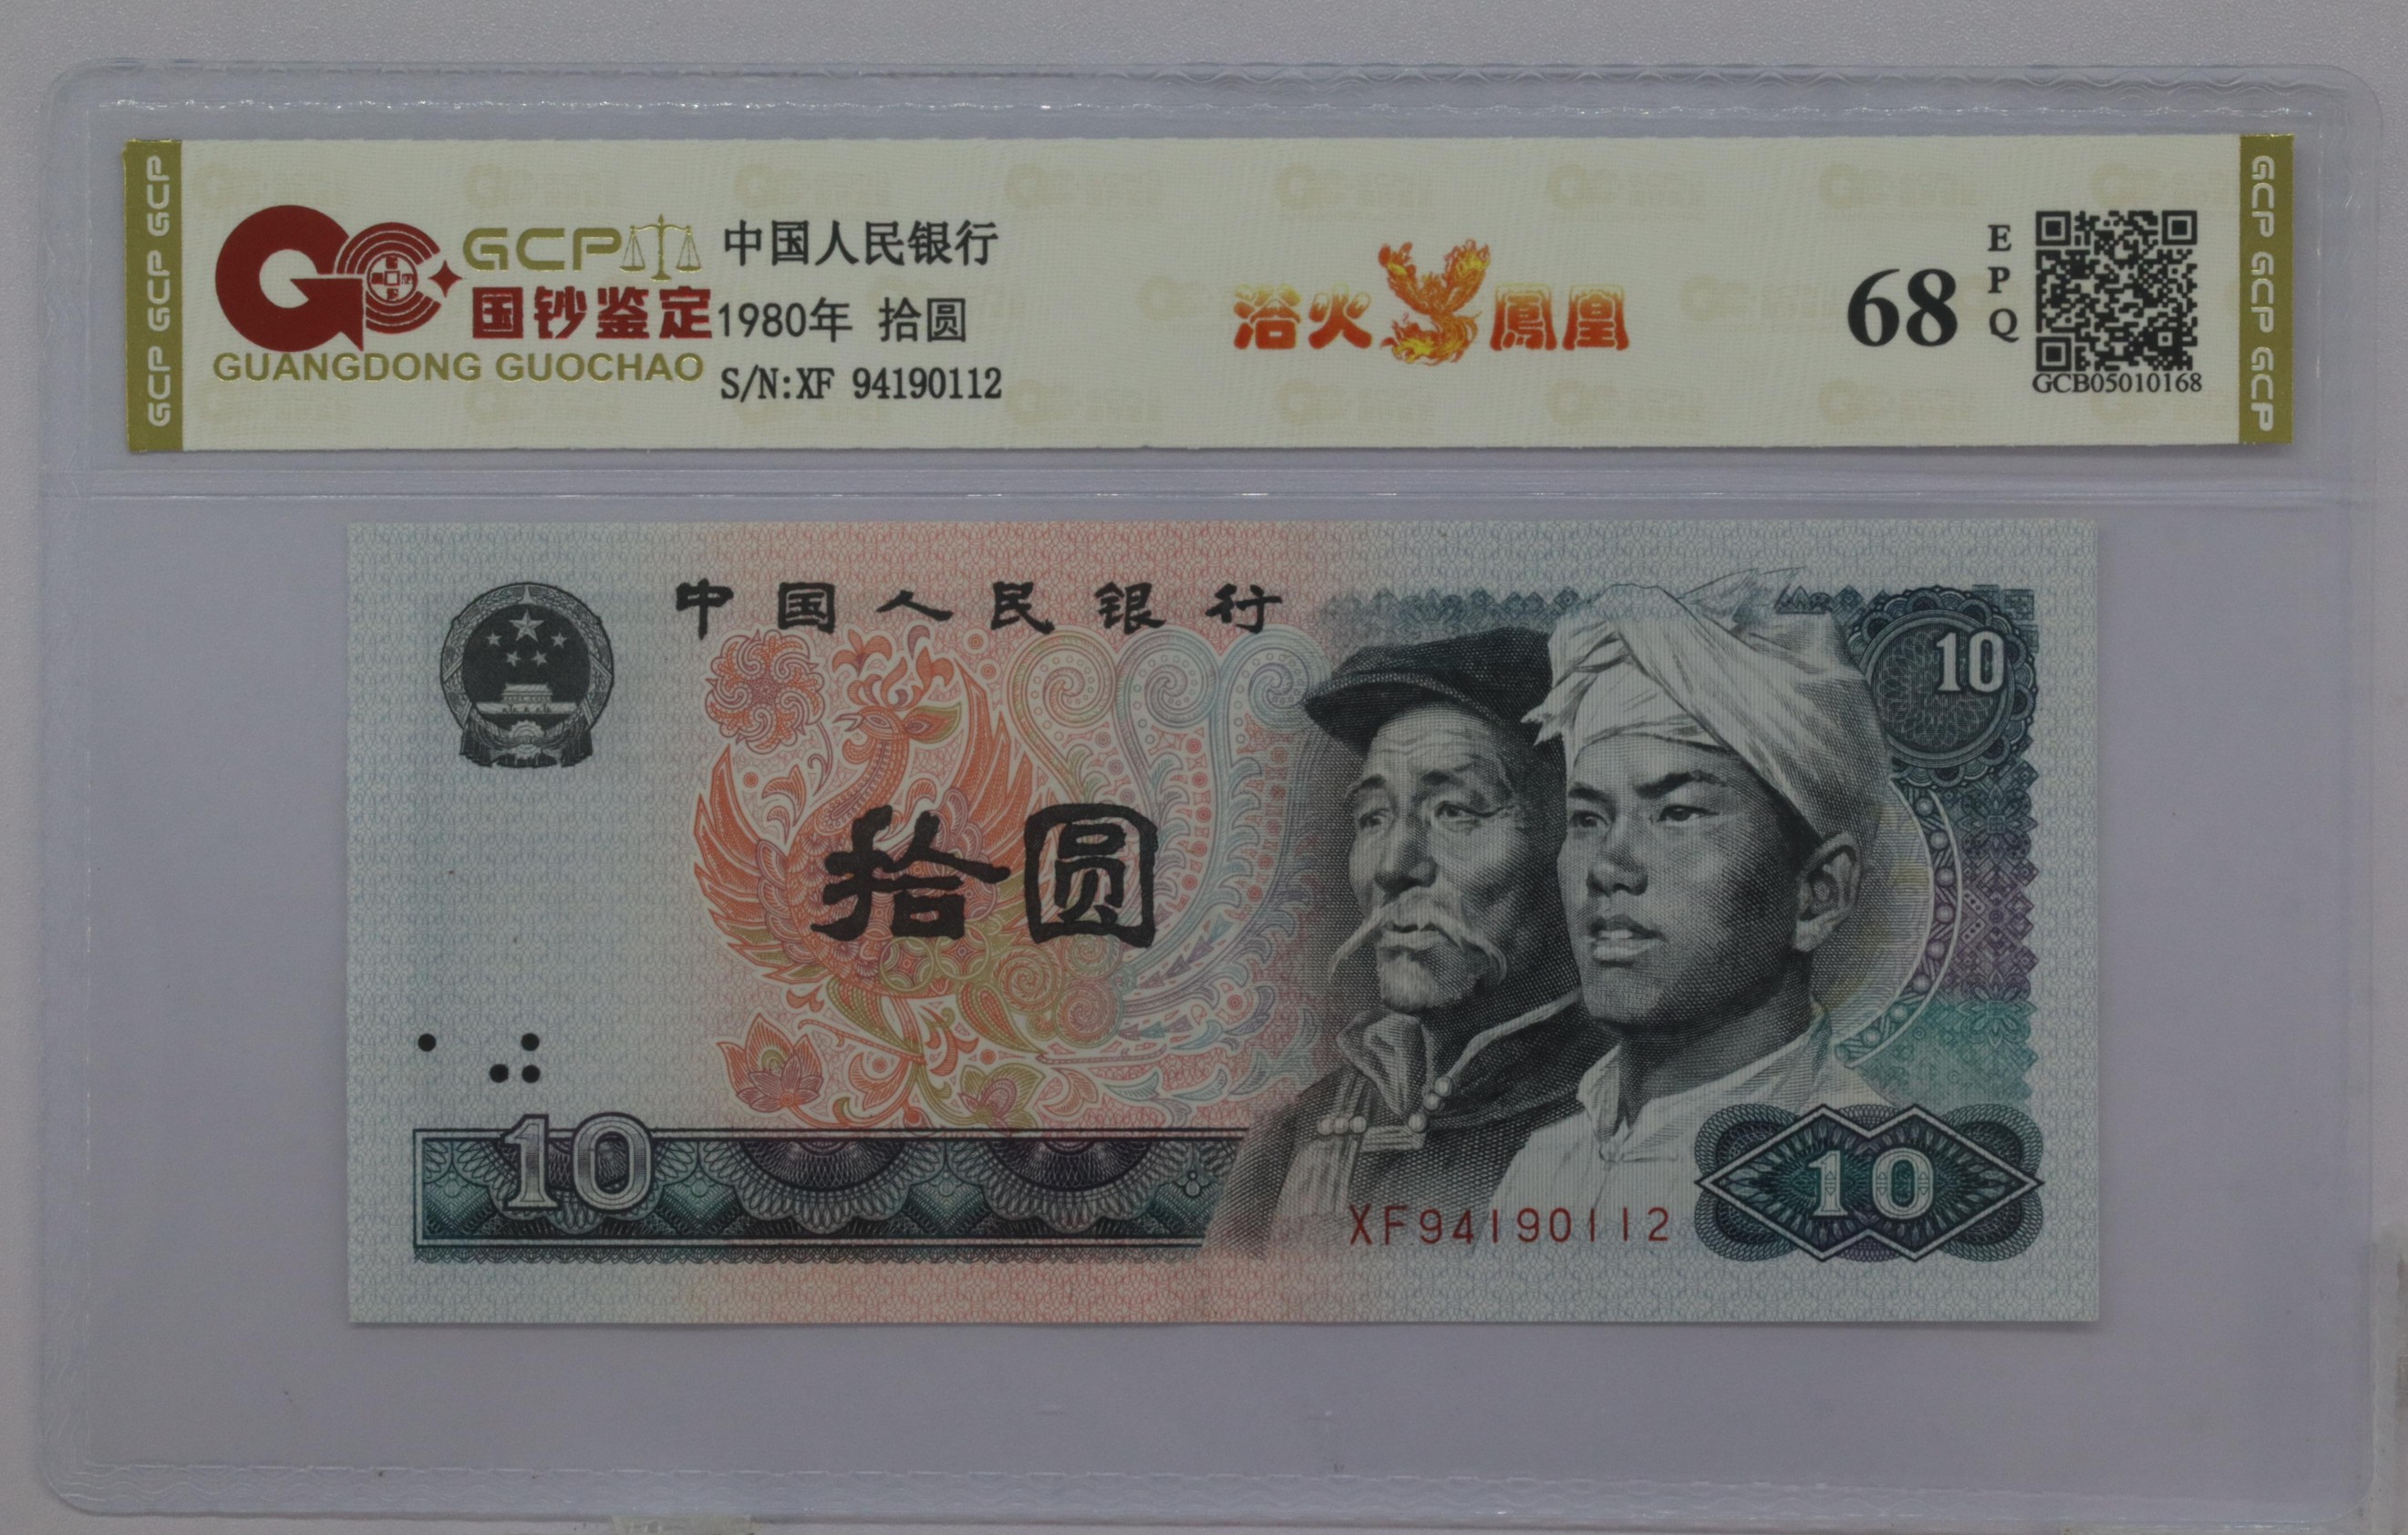 GCP GCP GCP
GCP
国钞鉴定
GUANGDONG GUOCHAO
中国人民银行
1980年 拾圆
S/N:XF 94190112
浴火鳳凰
68
EPQ
GCB05010168
GCP GCP GCP
中国人民银行
10
拾圆
10
XF94190112
10